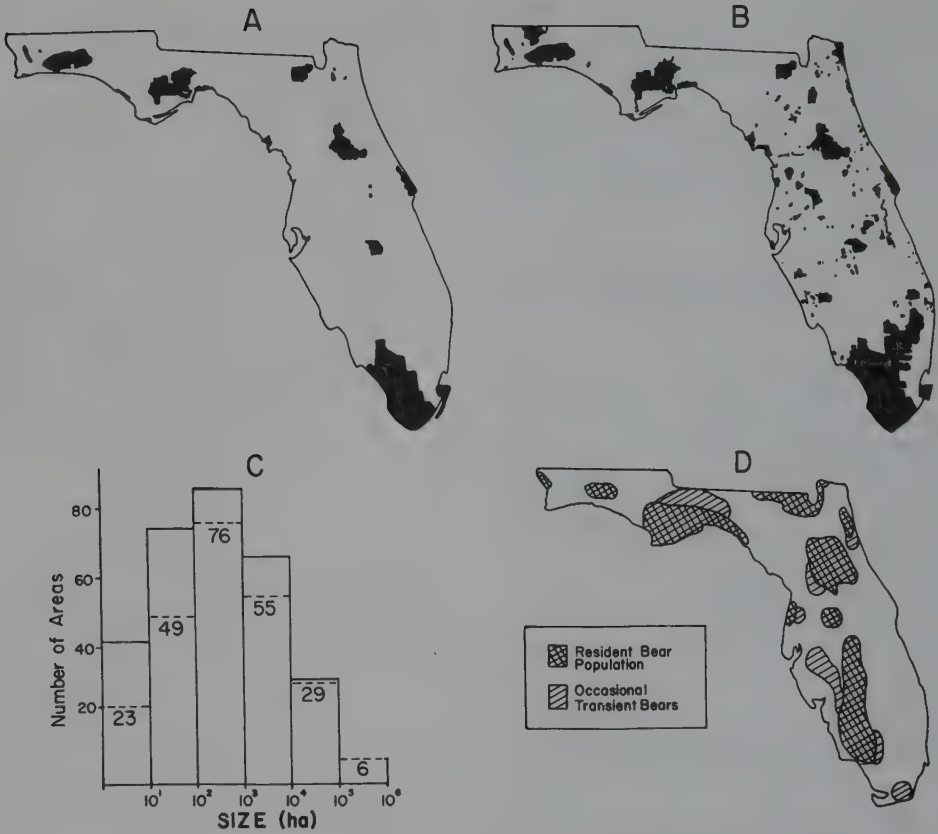 A
B
C
80
60
40
20
Number of Areas
23
49
76
55
29
6
10¹ 10² 10³ 10⁴ 10⁵ 10⁶
SIZE (ha)
D
Resident Bear
Population
Occasional
Transient Bears